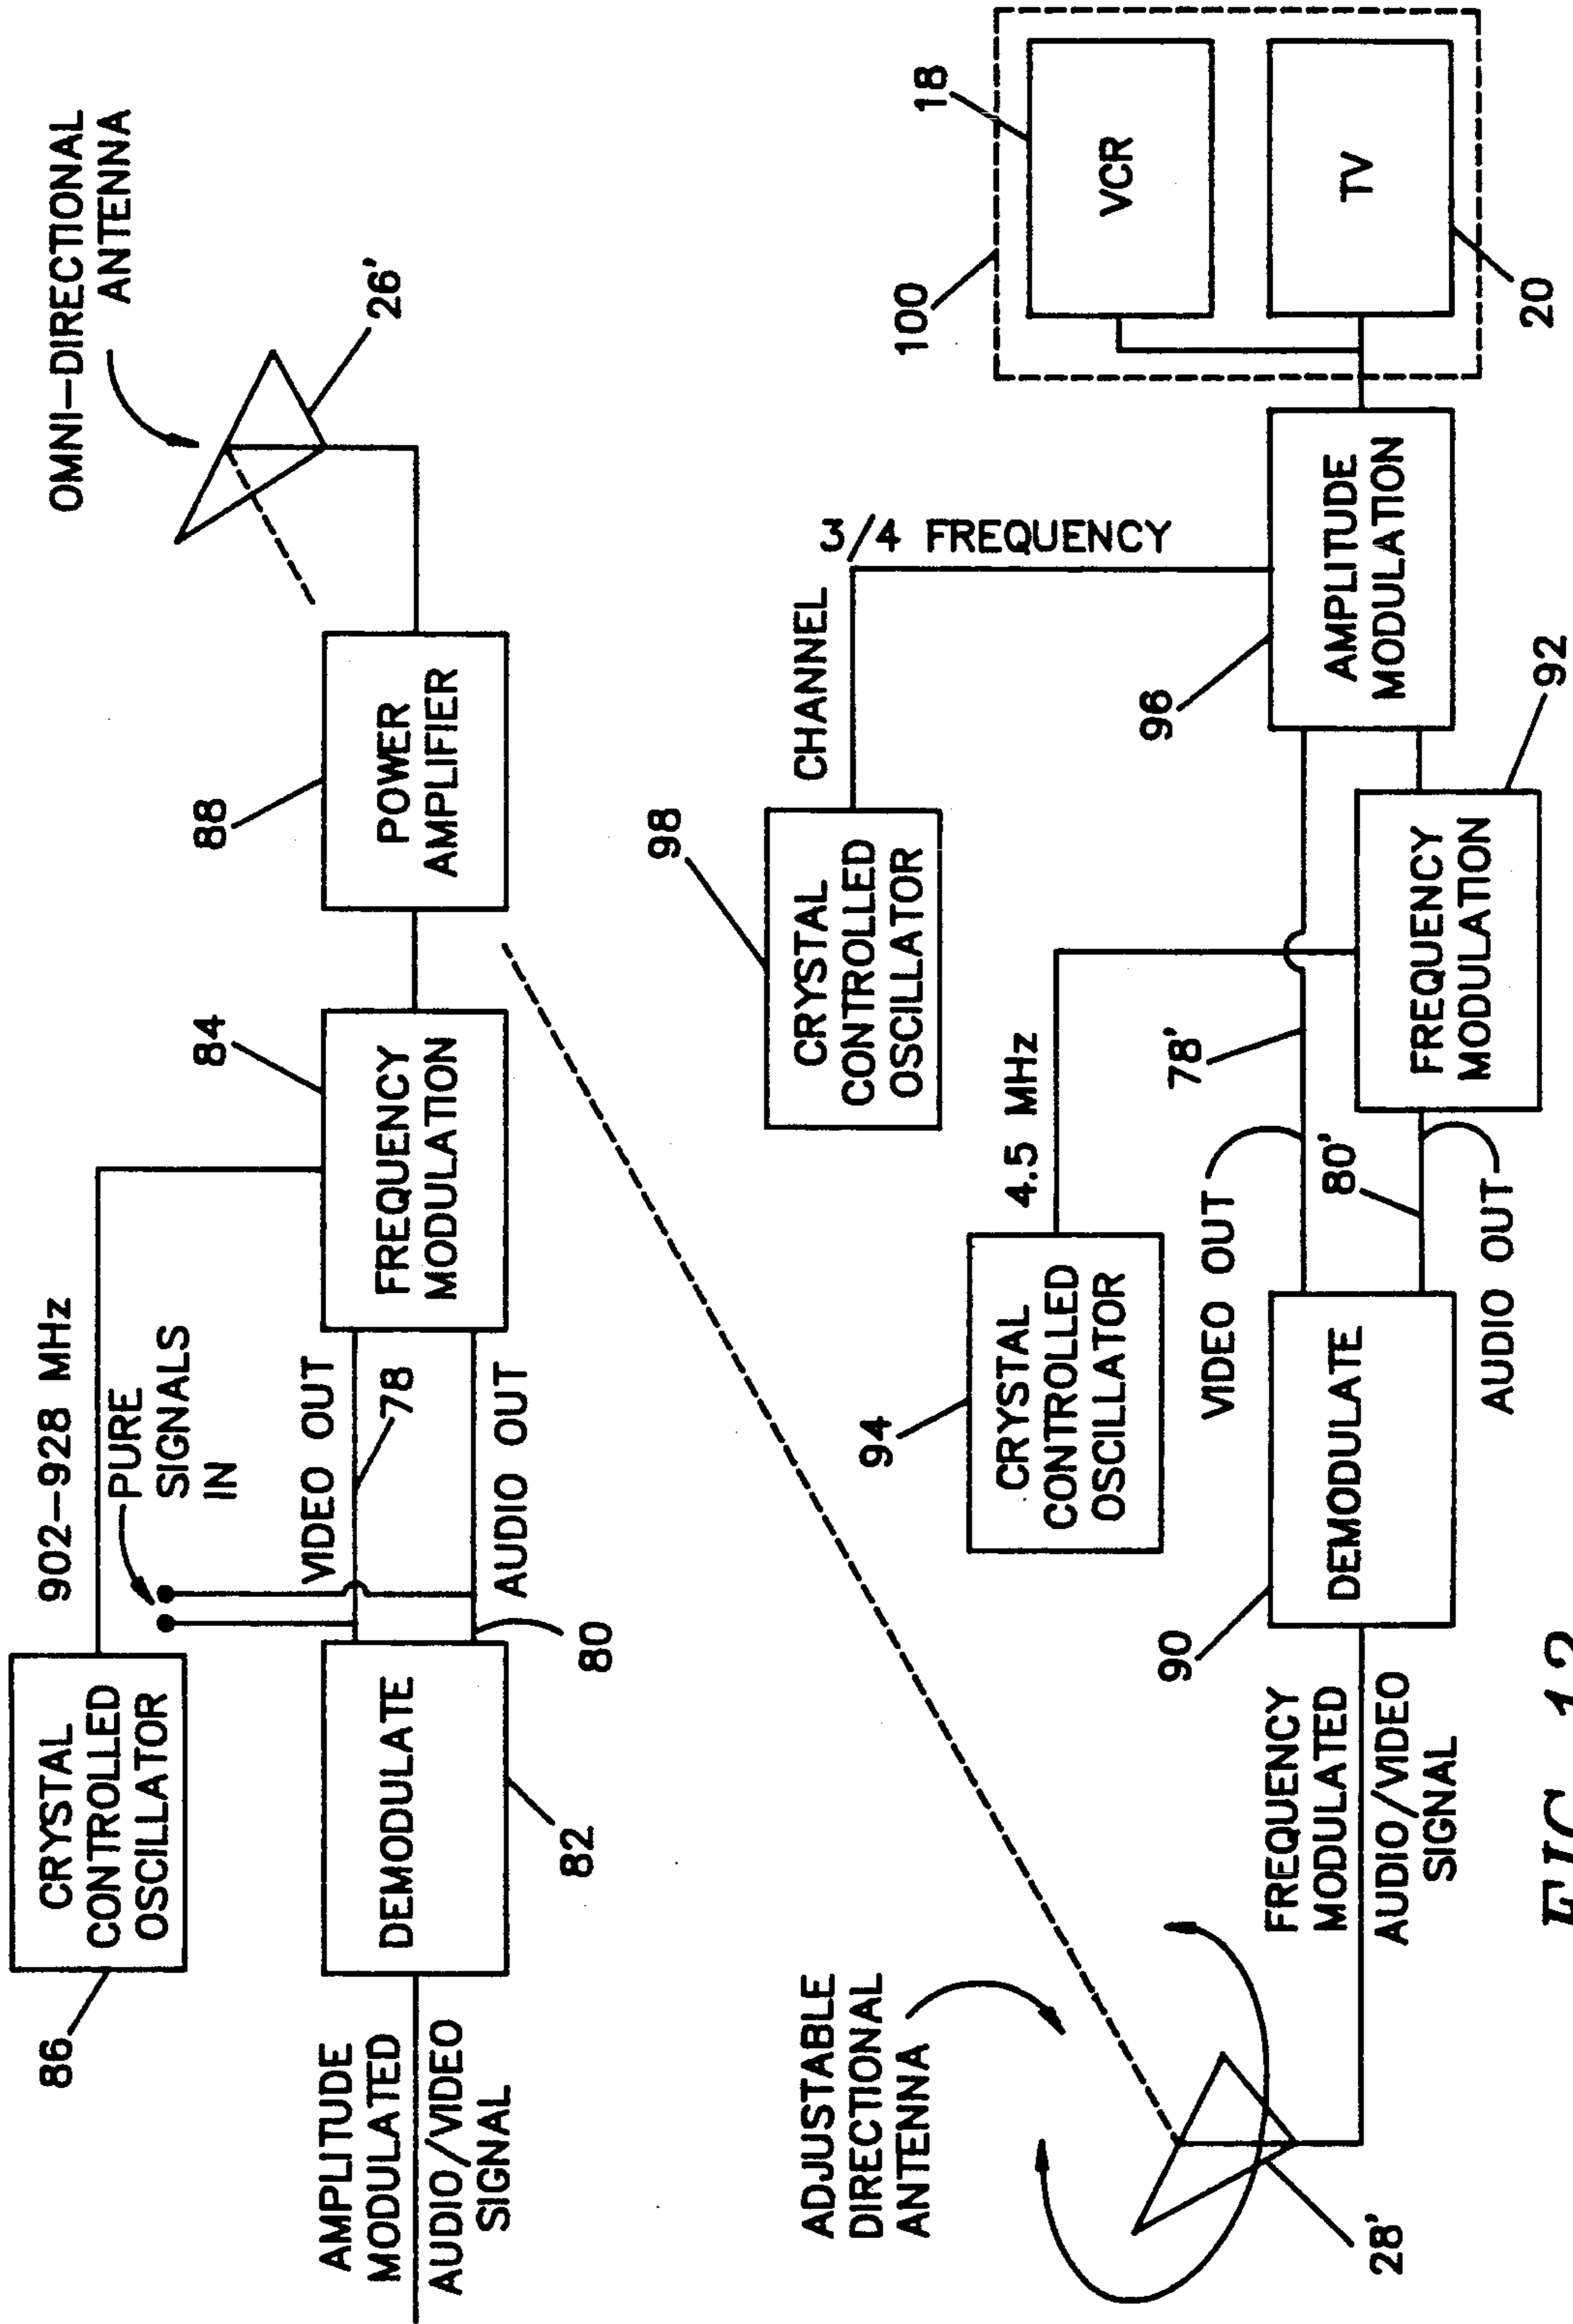 86
CRYSTAL
CONTROLLED
OSCILLATOR
902–928 MHz
PURE
SIGNALS
IN
AMPLITUDE
MODULATED
AUDIO/VIDEO
SIGNAL
DEMODULATE
82
VIDEO OUT
78
AUDIO OUT
80
84
FREQUENCY
MODULATION
88
POWER
AMPLIFIER
OMNI–DIRECTIONAL
ANTENNA
26'
ADJUSTABLE
DIRECTIONAL
ANTENNA
28'
FREQUENCY
MODULATED
AUDIO/VIDEO
SIGNAL
90
DEMODULATE
94
CRYSTAL
CONTROLLED
OSCILLATOR
4.5 MHz
VIDEO OUT
78'
80'
AUDIO OUT
98
CRYSTAL
CONTROLLED
OSCILLATOR
CHANNEL
3/4 FREQUENCY
FREQUENCY
MODULATION
92
96
AMPLITUDE
MODULATION
100
18
VCR
TV
20
FIG. 12